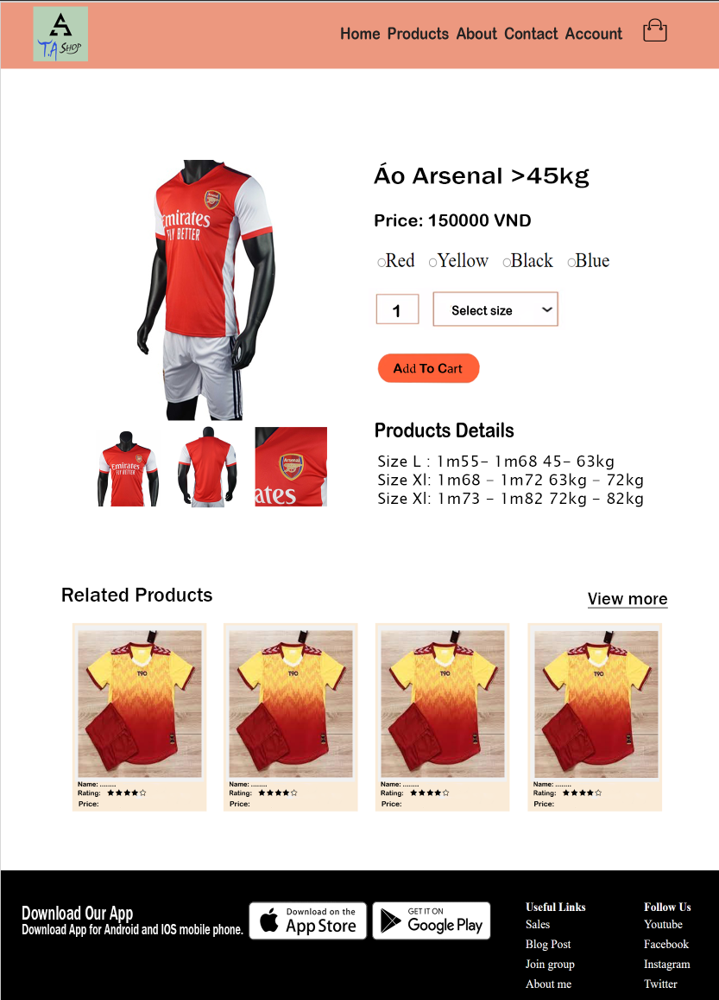 T.A SHOP
Home Products About Contact Account
Áo Arsenal >45kg
Price: 150000 VND
Red Yellow Black Blue
1 Select size
Add To Cart
Emirates
FLY BETTER
Emirates
FLY BETTER
Arsenal
ates
Products Details
Size L : 1m55- 1m68 45- 63kg
Size Xl: 1m68 - 1m72 63kg - 72kg
Size Xl: 1m73 - 1m82 72kg - 82kg
Related Products
View more
T90
T90
T90
T90
Name: ........
Rating:
Price:
Name: ........
Rating:
Price:
Name: ........
Rating:
Price:
Name: ........
Rating:
Price:
Download Our App
Download App for Android and IOS mobile phone.
Download on the
App Store
GET IT ON
Google Play
Useful Links
Sales
Blog Post
Join group
About me
Follow Us
Youtube
Facebook
Instagram
Twitter